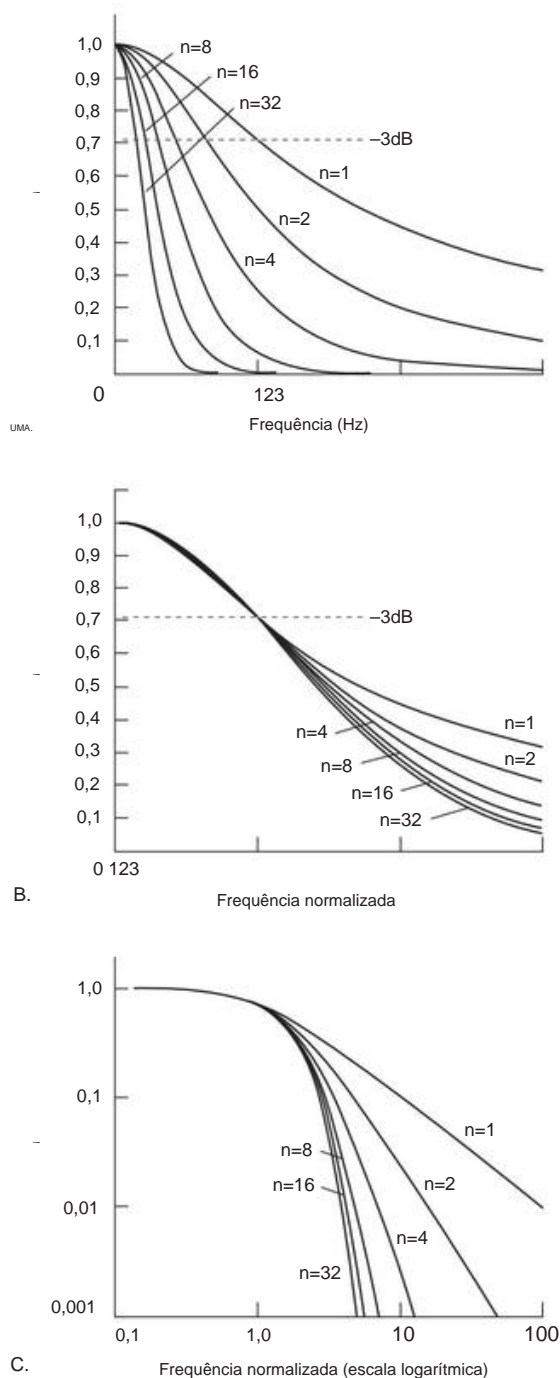 1,0
n=8
0,9
n=16
0,8
n=32
0,7
–3dB
0,6
n=1
0,5
n=2
0,4
0,3
n=4
0,2
0,1
0
123
UMA.
Frequência (Hz)
1,0
0,9
0,8
0,7
–3dB
0,6
0,5
n=1
0,4
n=4
n=2
0,3
n=8
0,2
n=16
0,1
n=32
0 123
B.
Frequência normalizada
1,0
0,1
n=1
n=8
n=16
n=2
0,01
n=4
n=32
0,001
0,1
1,0
10
100
C.
Frequência normalizada (escala logarítmica)